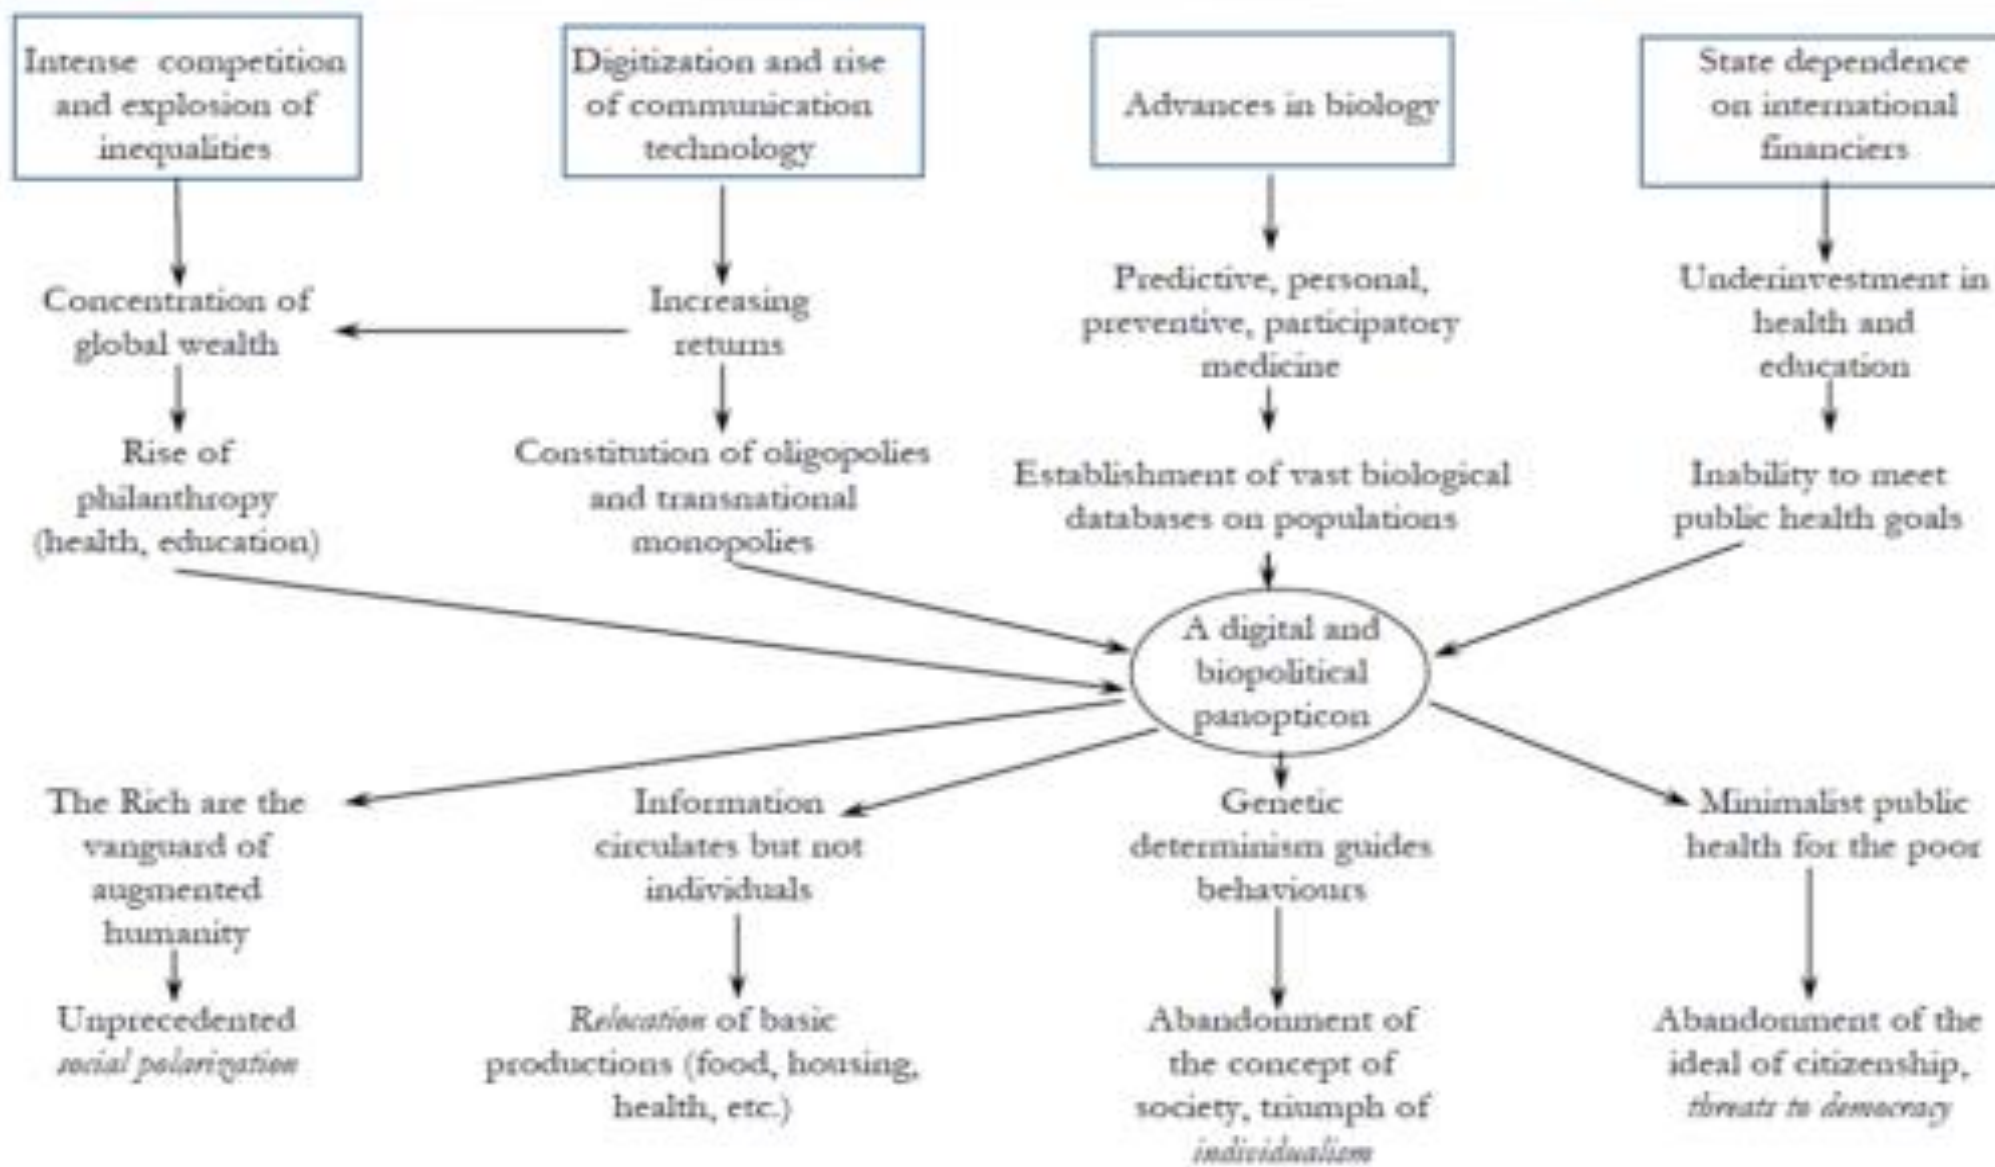 Intense competition
and explosion of
inequalities
Digitization and rise
of communication
technology
Advances in biology
State dependence
on international
financiers
Concentration of
global wealth
Increasing
returns
Predictive, personal,
preventive, participatory
medicine
Underinvestment in
health and
education
Rise of
philanthropy
(health, education)
Constitution of oligopolies
and transnational
monopolies
Establishment of vast biological
databases on populations
Inability to meet
public health goals
A digital and
biopolitical
panopticon
The Rich are the
vanguard of
augmented
humanity
Information
circulates but not
individuals
Genetic
determinism guides
behaviours
Minimalist public
health for the poor
Unprecedented
social polarization
Relocation of basic
productions (food, housing,
health, etc.)
Abandonment of
the concept of
society, triumph of
individualism
Abandonment of the
ideal of citizenship,
threats to democracy